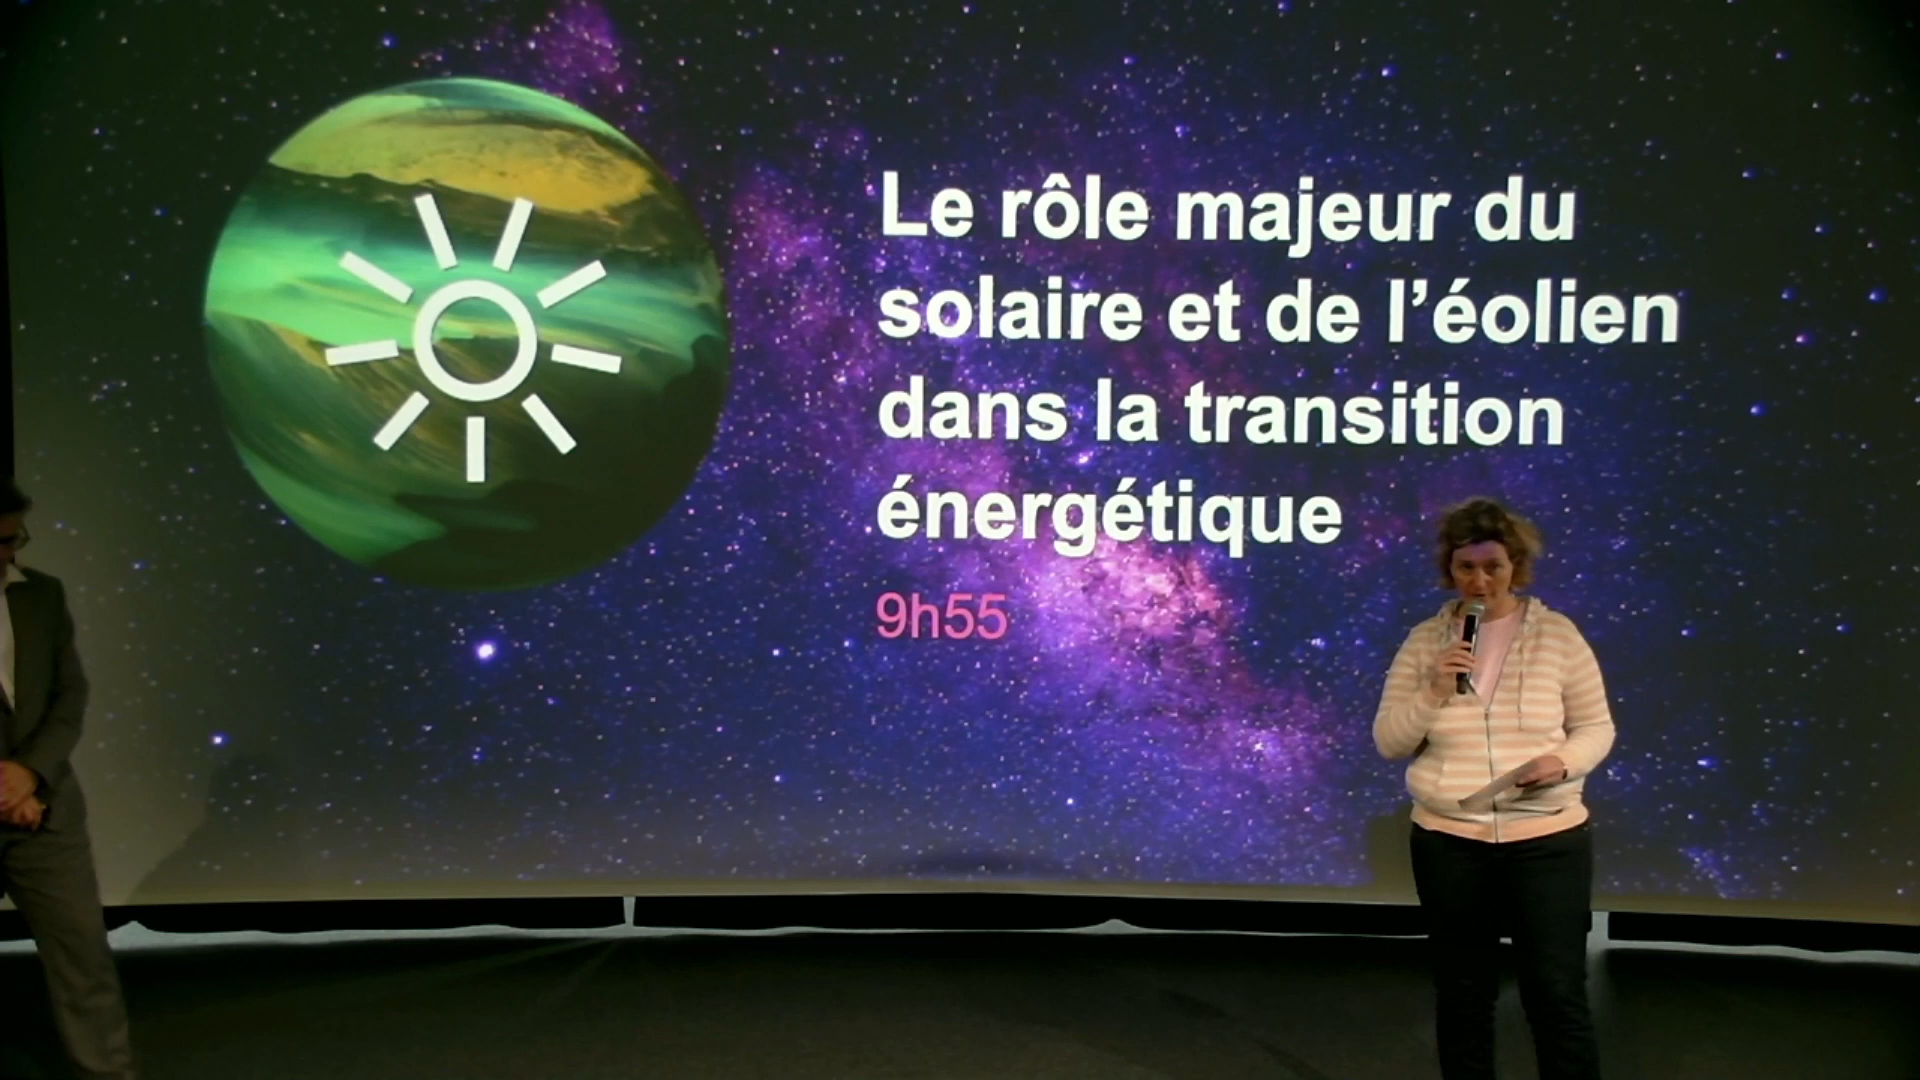 Le rôle majeur du
solaire et de l’éolien
dans la transition
énergétique
9h55